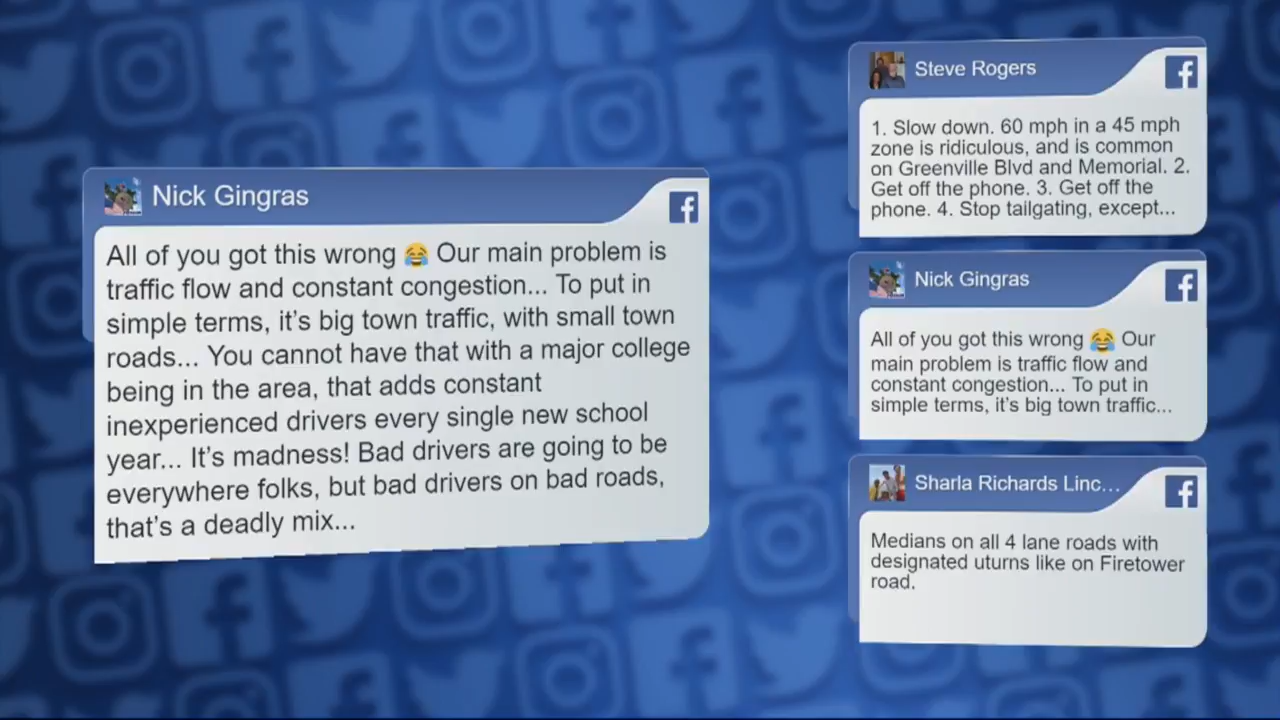 Nick Gingras
All of you got this wrong 😂 Our main problem is
traffic flow and constant congestion... To put in
simple terms, it's big town traffic, with small town
roads... You cannot have that with a major college
being in the area, that adds constant
inexperienced drivers every single new school
year... It's madness! Bad drivers are going to be
everywhere folks, but bad drivers on bad roads,
that's a deadly mix...
Steve Rogers
1. Slow down. 60 mph in a 45 mph
zone is ridiculous, and is common
on Greenville Blvd and Memorial. 2.
Get off the phone. 3. Get off the
phone. 4. Stop tailgating, except...
Nick Gingras
All of you got this wrong 😂 Our
main problem is traffic flow and
constant congestion... To put in
simple terms, it's big town traffic...
Sharla Richards Linc...
Medians on all 4 lane roads with
designated uturns like on Firetower
road.